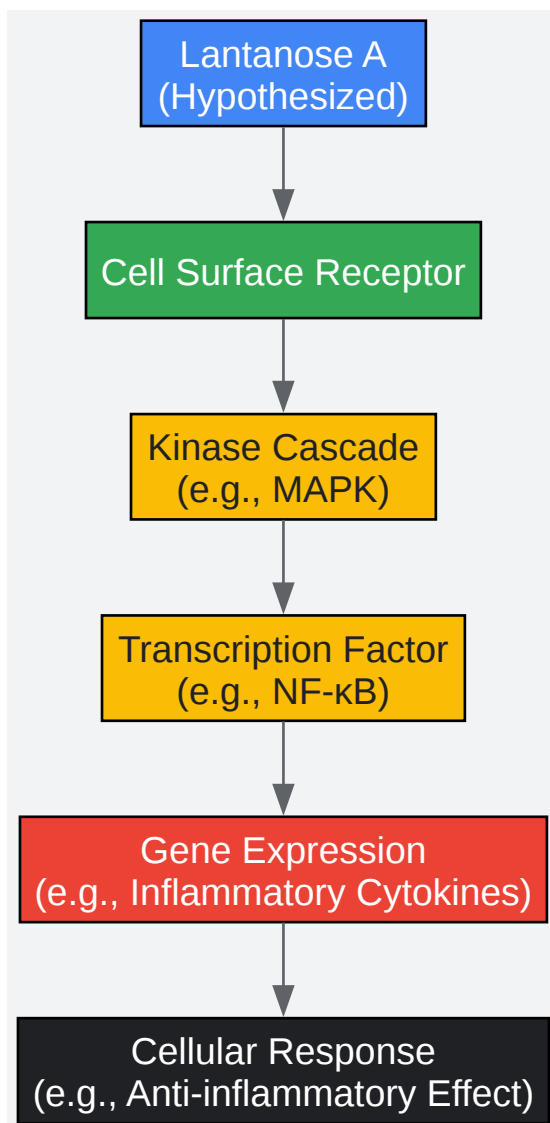 Lantanose A
(Hypothesized)
Cell Surface Receptor
Kinase Cascade
(e.g., MAPK)
Transcription Factor
(e.g., NF-κB)
Gene Expression
(e.g., Inflammatory Cytokines)
Cellular Response
(e.g., Anti-inflammatory Effect)